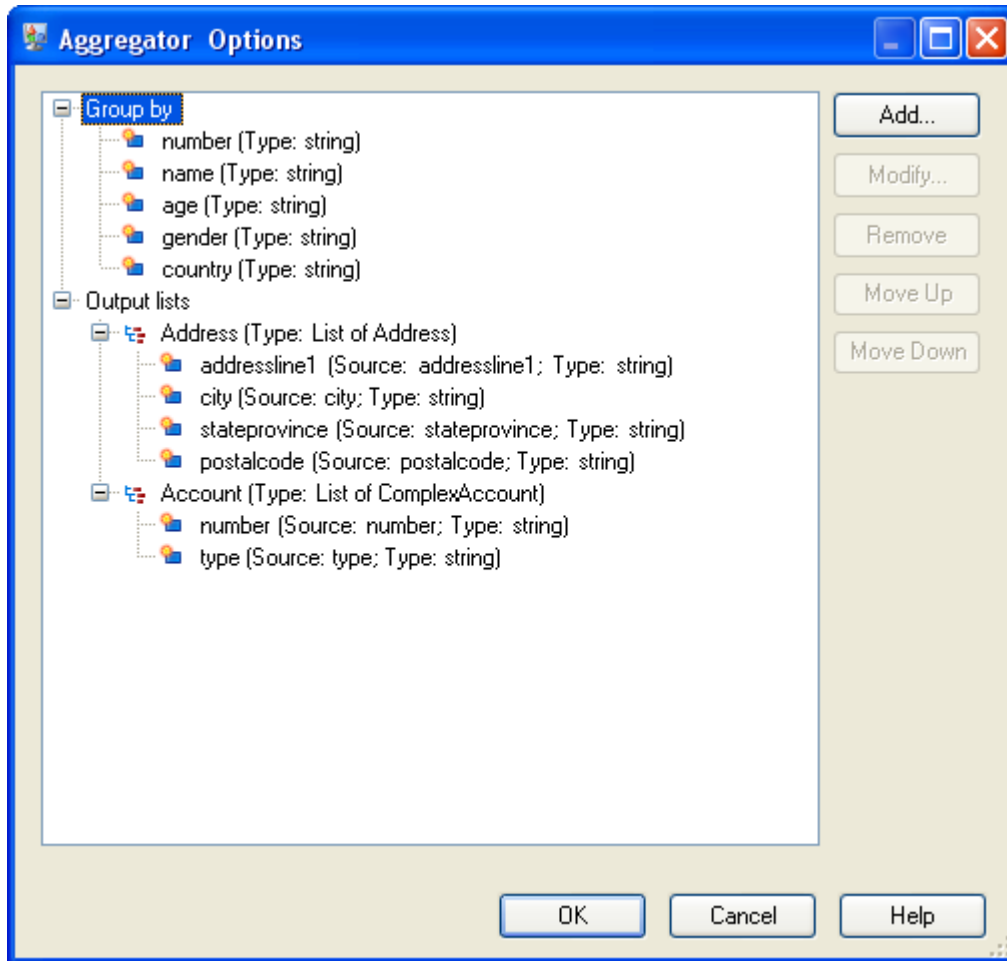 Aggregator Options
Group by
number (Type: string)
name (Type: string)
age (Type: string)
gender (Type: string)
country (Type: string)
Output lists
Address (Type: List of Address)
addressline1 (Source: addressline1; Type: string)
city (Source: city; Type: string)
stateprovince (Source: stateprovince; Type: string)
postalcode (Source: postalcode; Type: string)
Account (Type: List of ComplexAccount)
number (Source: number; Type: string)
type (Source: type; Type: string)
Add...
Modify...
Remove
Move Up
Move Down
OK
Cancel
Help